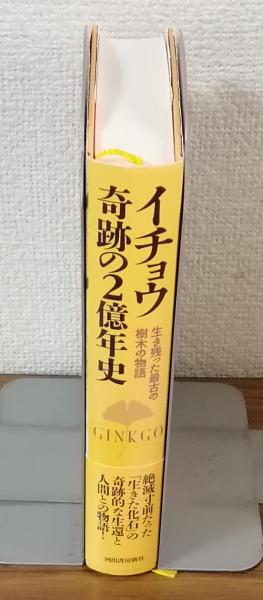 イチョウ
奇跡の2億年史
生き残った最古の
樹木の物語
GINKGO
絶滅寸前だった
「生きた化石」の
奇跡的な生還と
人間との物語!
河出書房新社